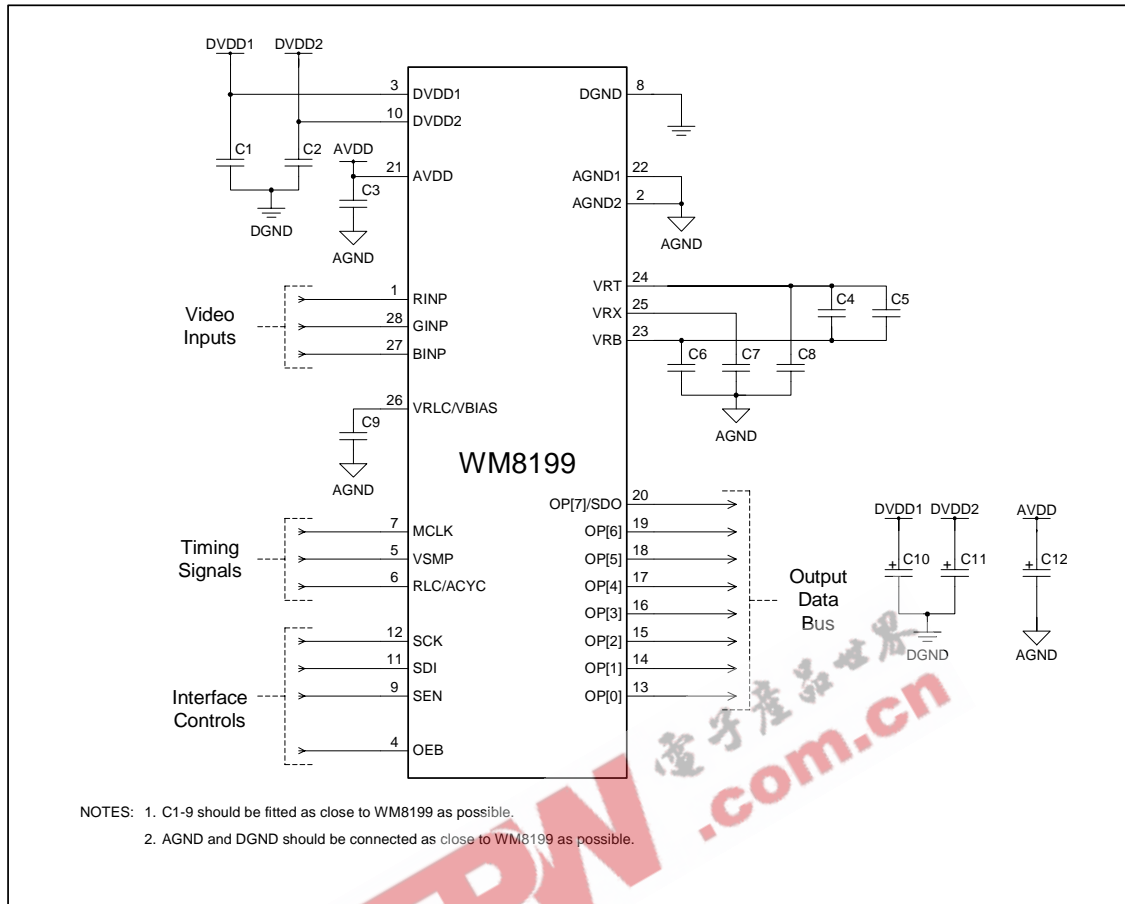 DVDD1 DVDD2
3 DVDD1
10 DVDD2
C1 C2
AVDD
21 AVDD
C3
DGND
AGND
DGND 8
AGND1 22
AGND2 2
AGND
Video
Inputs
1 RINP
28 GINP
27 BINP
VRT 24
VRX 25
VRB 23
C4 C5
C6 C7 C8
AGND
26 VRLC/VBIAS
C9
AGND
WM8199
Timing
Signals
7 MCLK
5 VSMP
6 RLC/ACYC
Interface
Controls
12 SCK
11 SDI
9 SEN
4 OEB
OP[7]/SDO 20
OP[6] 19
OP[5] 18
OP[4] 17
OP[3] 16
OP[2] 15
OP[1] 14
OP[0] 13
Output
Data
Bus
DVDD1 DVDD2 AVDD
+ C10 + C11 + C12
DGND AGND
電子產品世界
.com.cn
NOTES: 1. C1-9 should be fitted as close to WM8199 as possible.
2. AGND and DGND should be connected as close to WM8199 as possible.